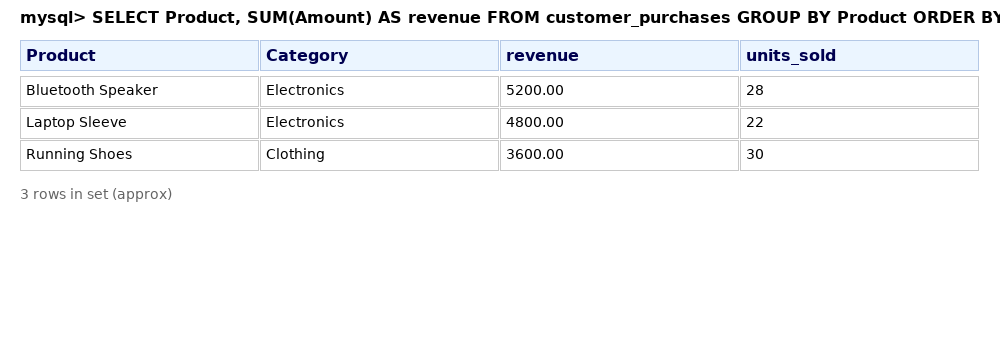 mysql> SELECT Product, SUM(Amount) AS revenue FROM customer_purchases GROUP BY Product ORDER BY
Product Category revenue units_sold
Bluetooth Speaker Electronics 5200.00 28
Laptop Sleeve Electronics 4800.00 22
Running Shoes Clothing 3600.00 30
3 rows in set (approx)